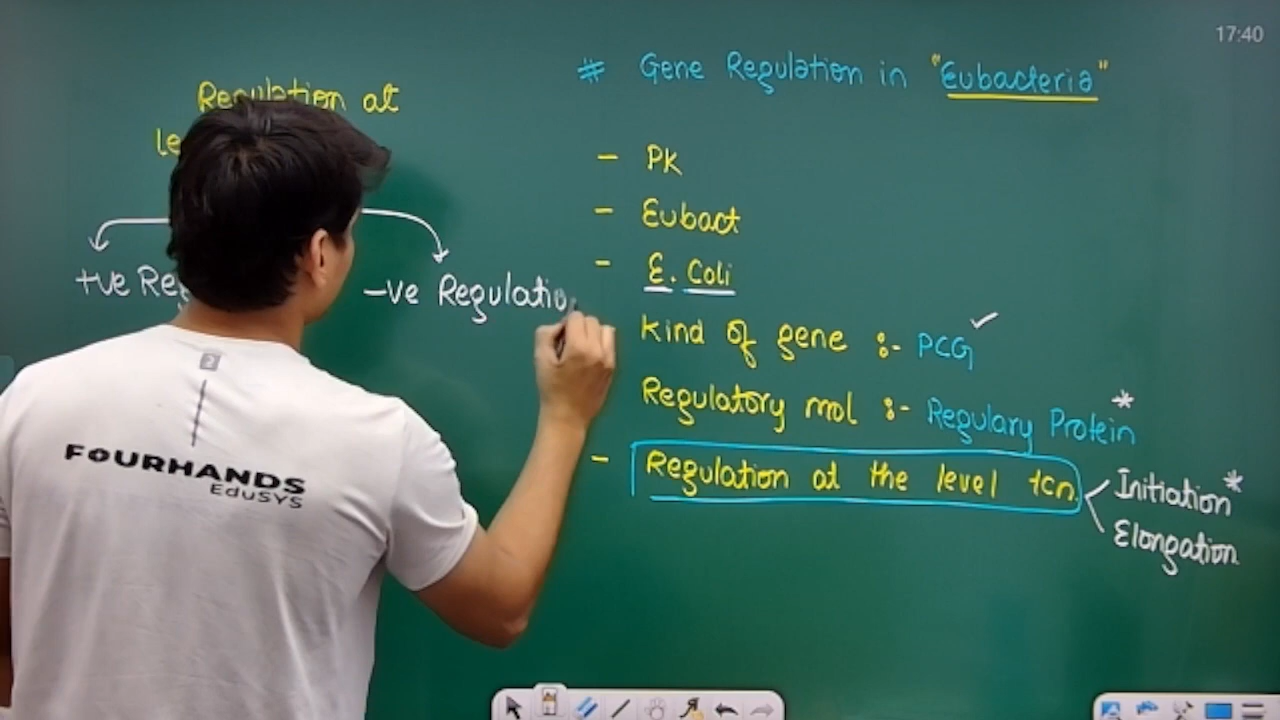 17:40
# Gene Regulation in "Eubacteria"
Regulation at
+ve
-ve Regulatio
- PK
- Eubact
- E. Coli
Kind of gene :- PCG ✓
Regulatory mol :- Regulary Protein *
- Regulation at the level tcn
Initiation *
Elongation
FOURHANDS
EduSYS